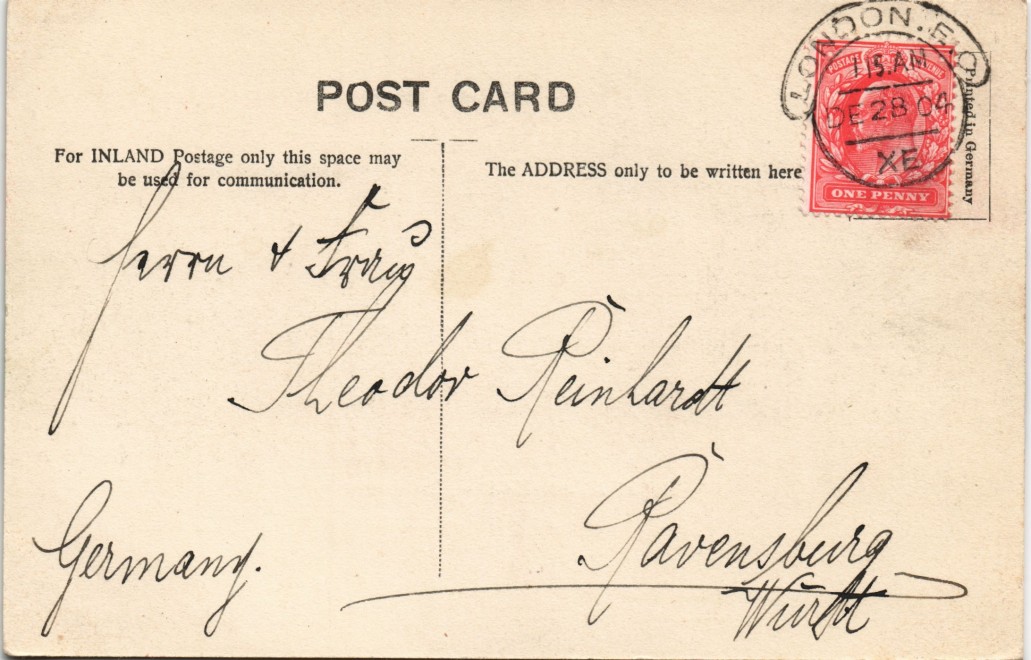 POST CARD
For INLAND Postage only this space may
be used for communication.
The ADDRESS only to be written here
LONDON. E.C
1.15.AM
DE 28 04
XE
POSTAGE
REVENUE
ONE PENNY
Printed in Germany
Herrn & Frau
Theodor Reinhardt
Ravensburg
Württ
Germany.